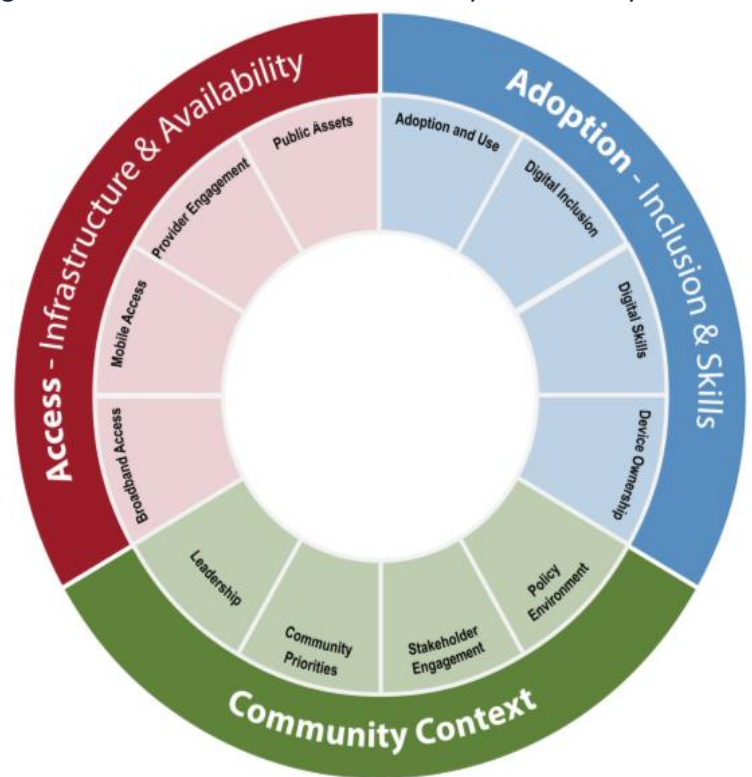 Access - Infrastructure & Availability
Public Assets
Provider Engagement
Mobile Access
Broadband Access
Adoption - Inclusion & Skills
Adoption and Use
Digital Inclusion
Digital Skills
Device Ownership
Policy
Environment
Stakeholder
Engagement
Community
Priorities
Leadership
Community Context